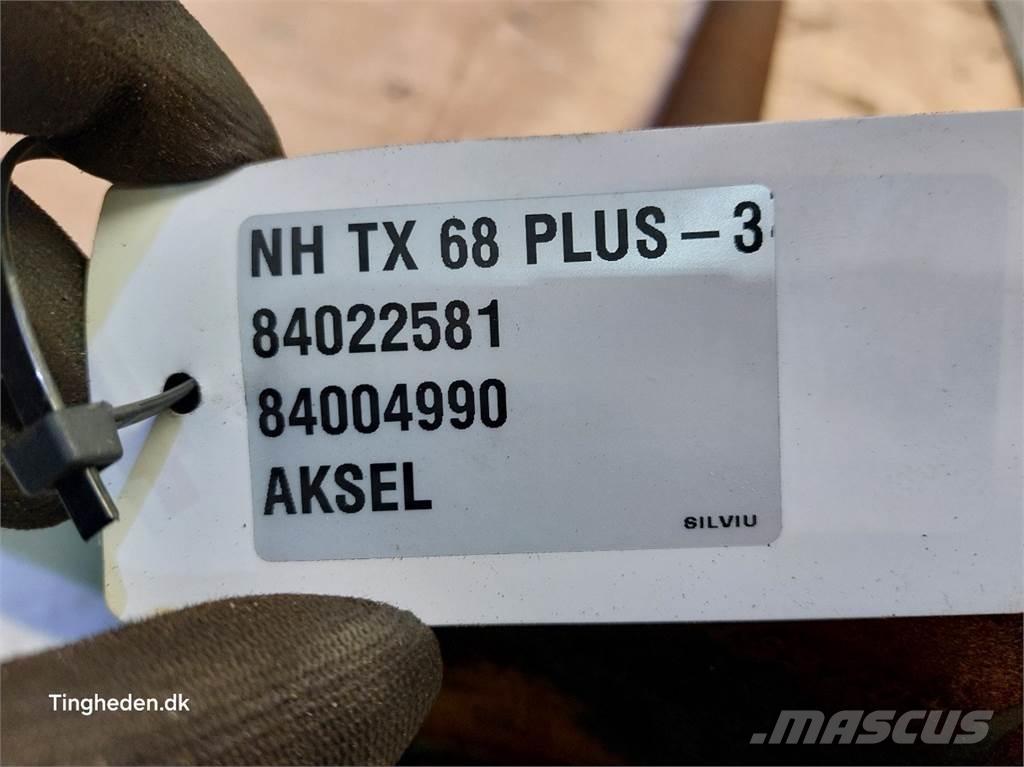 NH TX 68 PLUS-3
84022581
84004990
AKSEL
SILVIU
Tingheden.dk
MASCUS